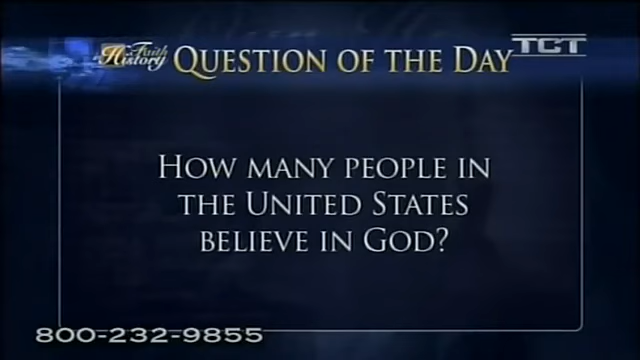 Faith
& History
QUESTION OF THE DAY
TCT
HOW MANY PEOPLE IN
THE UNITED STATES
BELIEVE IN GOD?
800-232-9855